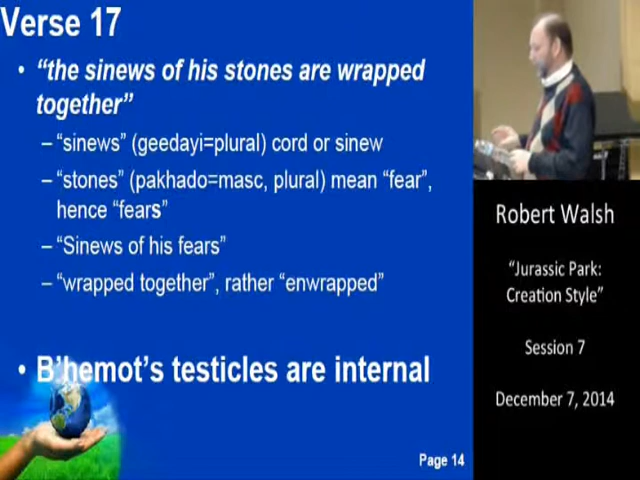 Verse 17
• “the sinews of his stones are wrapped
together”
– “sinews” (geedayi=plural) cord or sinew
– “stones” (pakhado=masc, plural) mean “fear”,
hence “fears”
– “Sinews of his fears”
– “wrapped together”, rather “enwrapped”
• B’hemot’s testicles are internal
Page 14
Robert Walsh
“Jurassic Park:
Creation Style”
Session 7
December 7, 2014